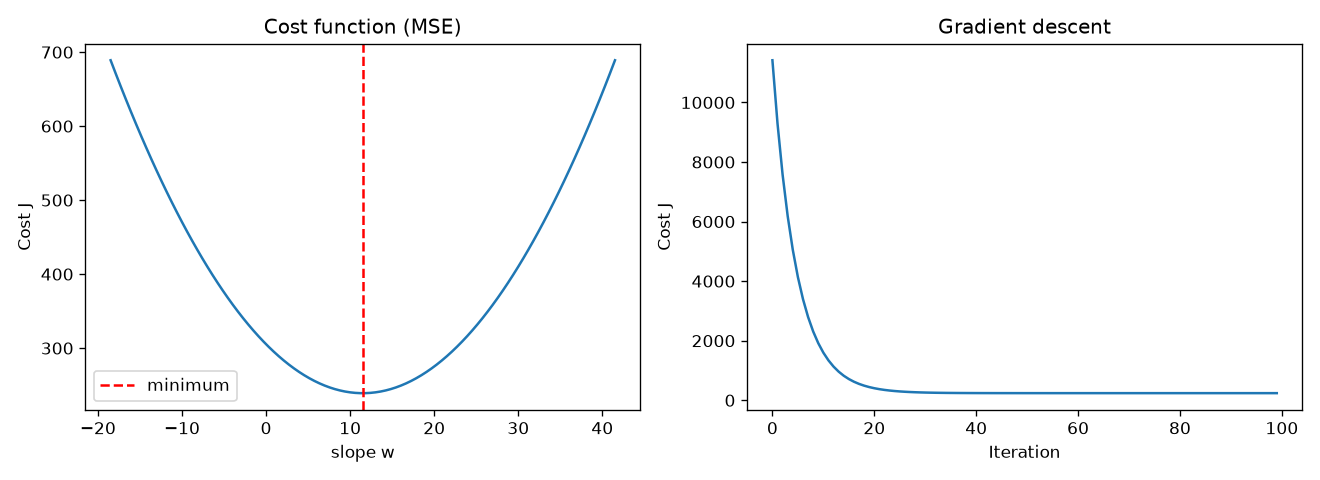 Cost function (MSE)
Cost J
700
600
500
400
300
minimum
−20 −10 0 10 20 30 40
slope w
Gradient descent
Cost J
10000
8000
6000
4000
2000
0
0 20 40 60 80 100
Iteration